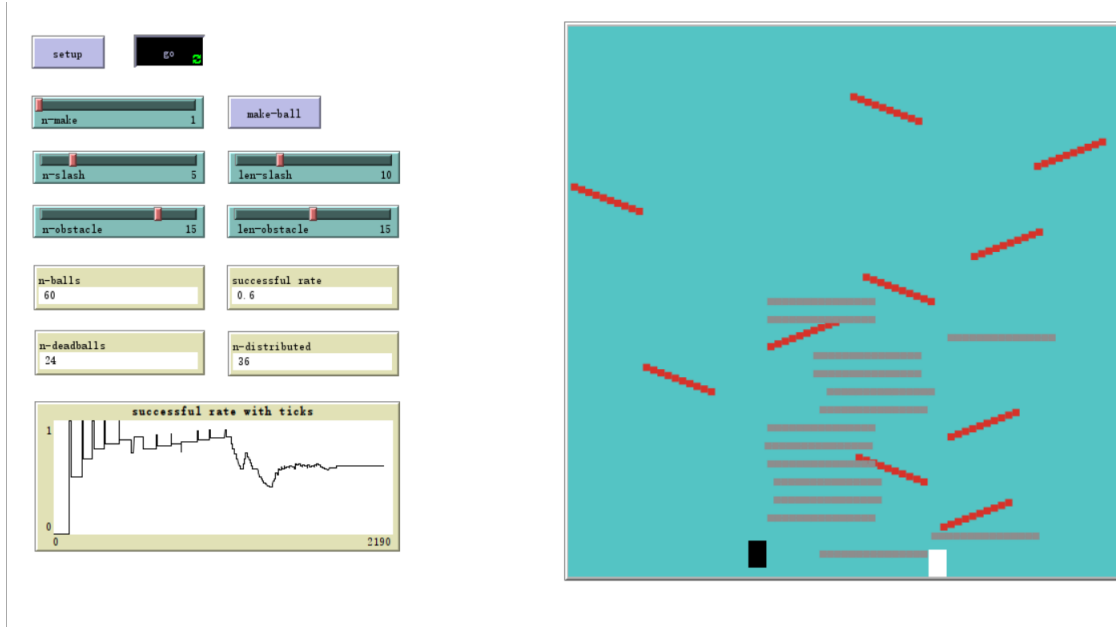 setup
go
n-make 1
make-ball
n-slash 5
len-slash 10
n-obstacle 15
len-obstacle 15
n-balls
60
successful rate
0.6
n-deadballs
24
n-distributed
36
successful rate with ticks
1
0
0 2190